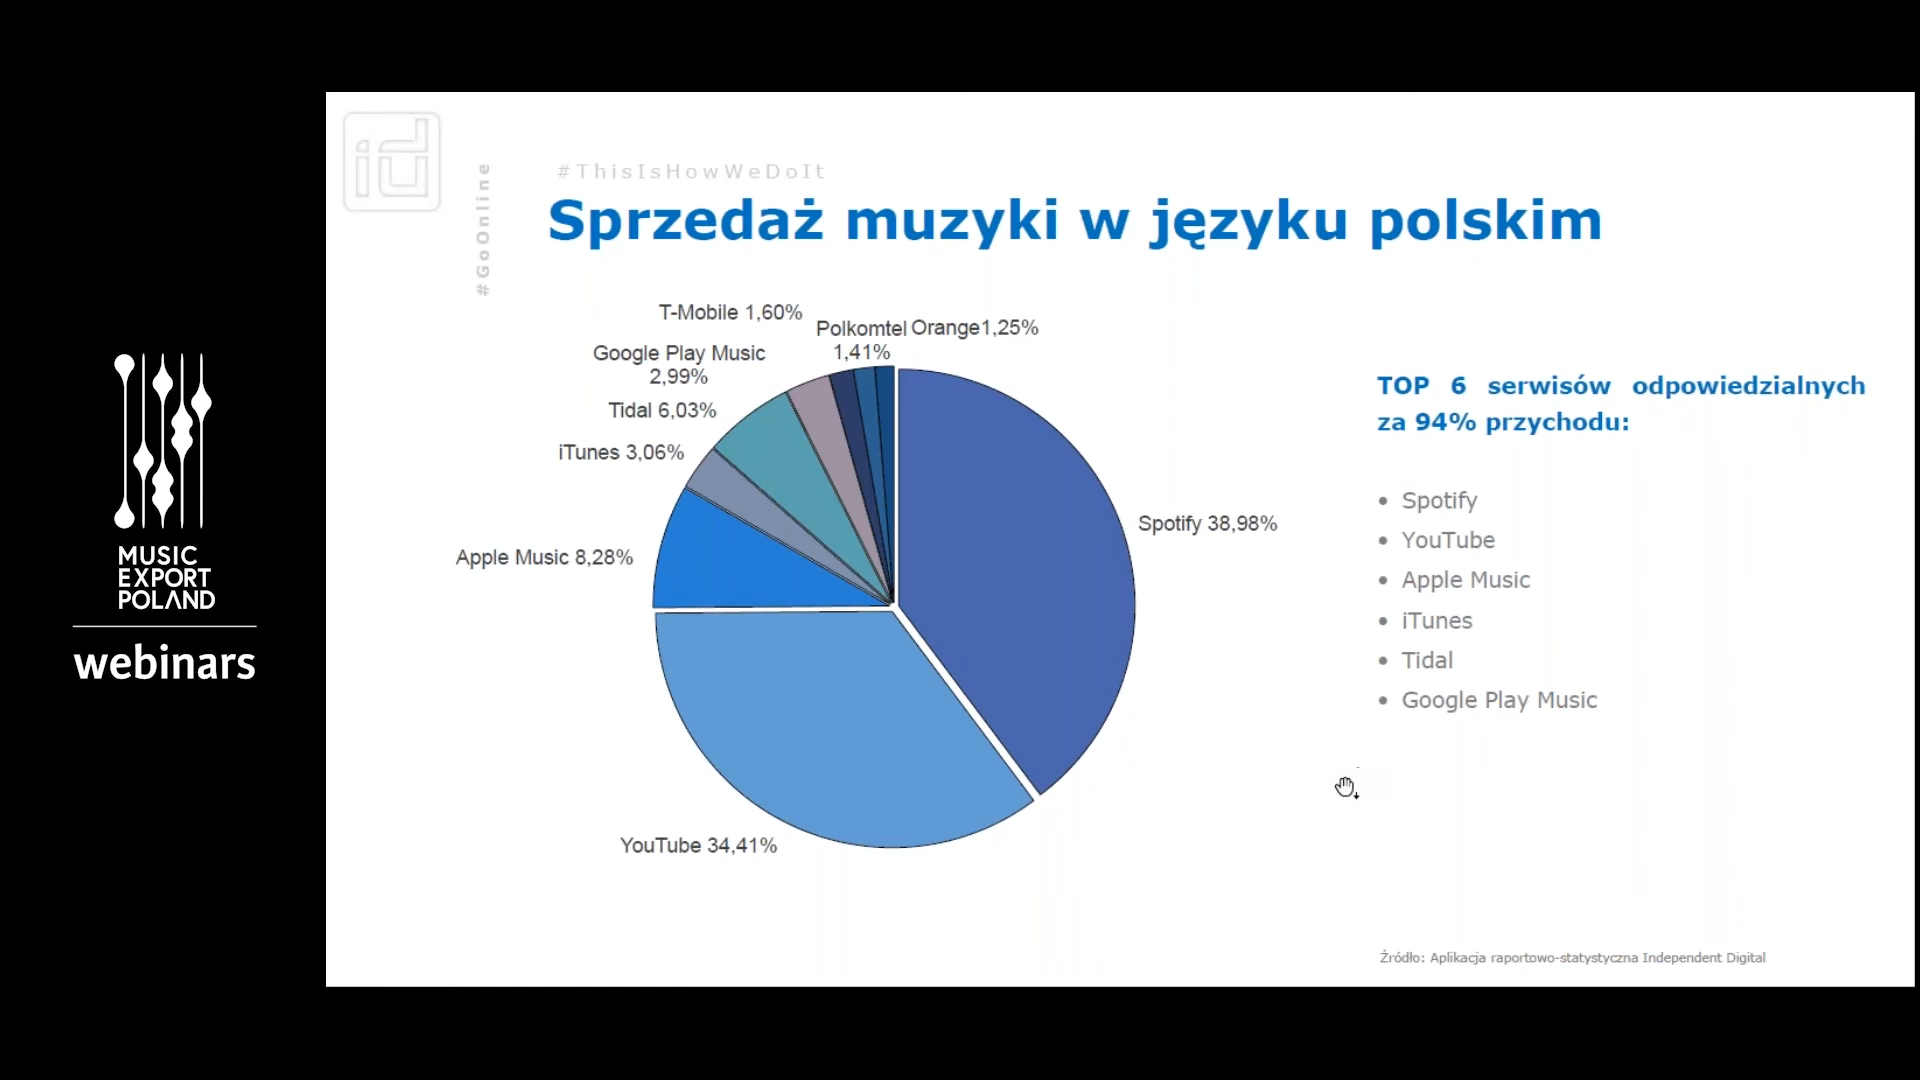 id
#GoOnline
#ThisIsHowWeDoIt
Sprzedaż muzyki w języku polskim
T-Mobile 1,60%
Polkomtel
1,41%
Orange1,25%
Google Play Music
2,99%
Tidal 6,03%
iTunes 3,06%
Apple Music 8,28%
Spotify 38,98%
YouTube 34,41%
TOP 6 serwisów odpowiedzialnych
za 94% przychodu:
• Spotify
• YouTube
• Apple Music
• iTunes
• Tidal
• Google Play Music
Źródło: Aplikacja raportowo-statystyczna Independent Digital
MUSIC
EXPORT
POLAND
webinars